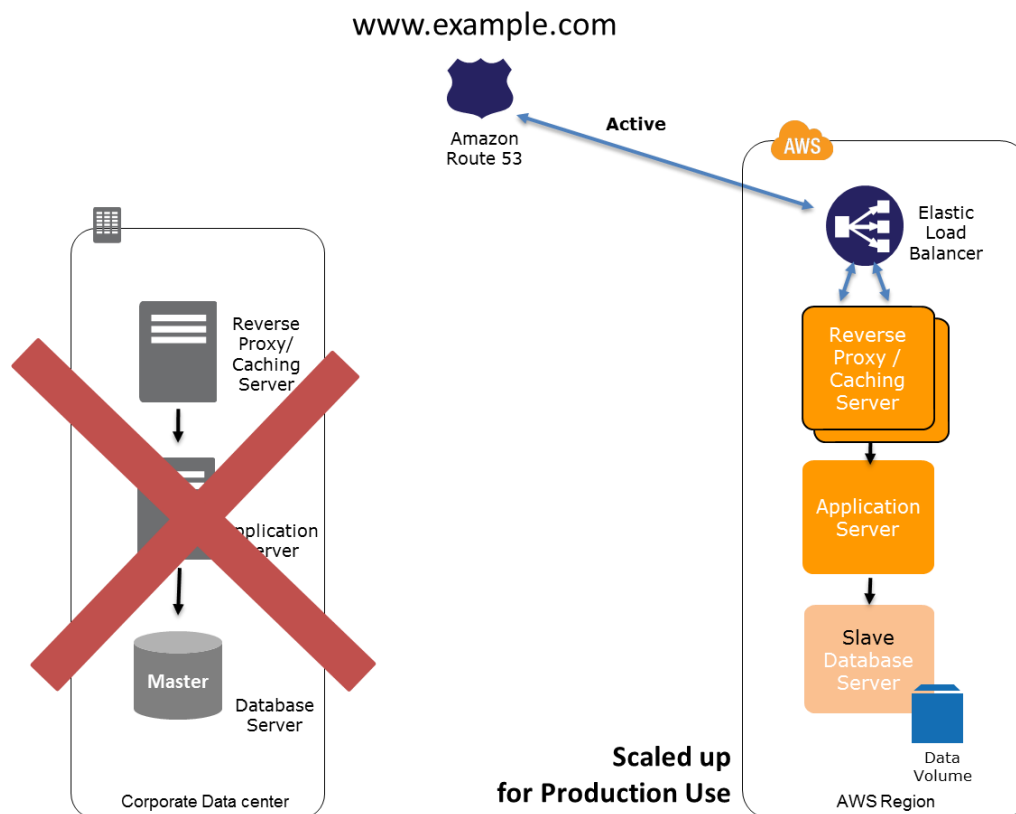 www.example.com
Amazon
Route 53
Active
AWS
Elastic
Load
Balancer
Reverse
Proxy/
Caching
Server
Application
Server
Master
Database
Server
Corporate Data center
Reverse
Proxy /
Caching
Server
Application
Server
Slave
Database
Server
Data
Volume
Scaled up
for Production Use
AWS Region